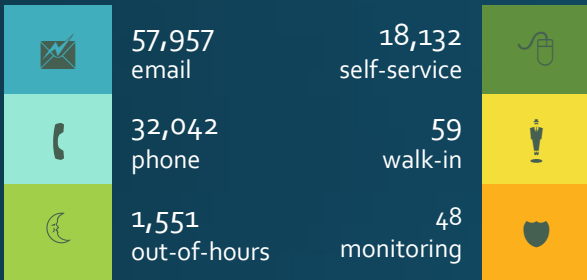 57,957
email
18,132
self-service
32,042
phone
59
walk-in
1,551
out-of-hours
48
monitoring